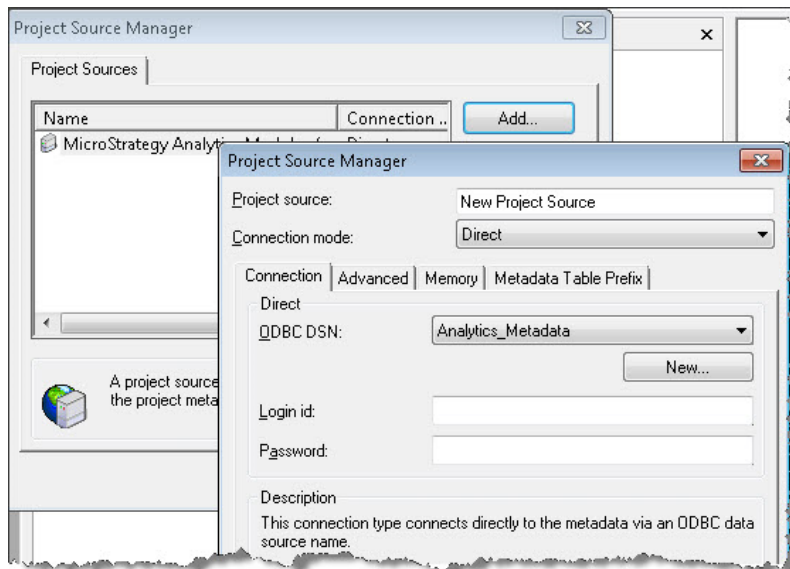 Project Source Manager
Project Sources
Name
Connection ..
Add...
MicroStrategy Analytic
A project source
the project meta
Project Source Manager
Project source:
New Project Source
Connection mode:
Direct
Connection
Advanced
Memory
Metadata Table Prefix
Direct
ODBC DSN:
Analytics_Metadata
New...
Login id:
Password:
Description
This connection type connects directly to the metadata via an ODBC data
source name.